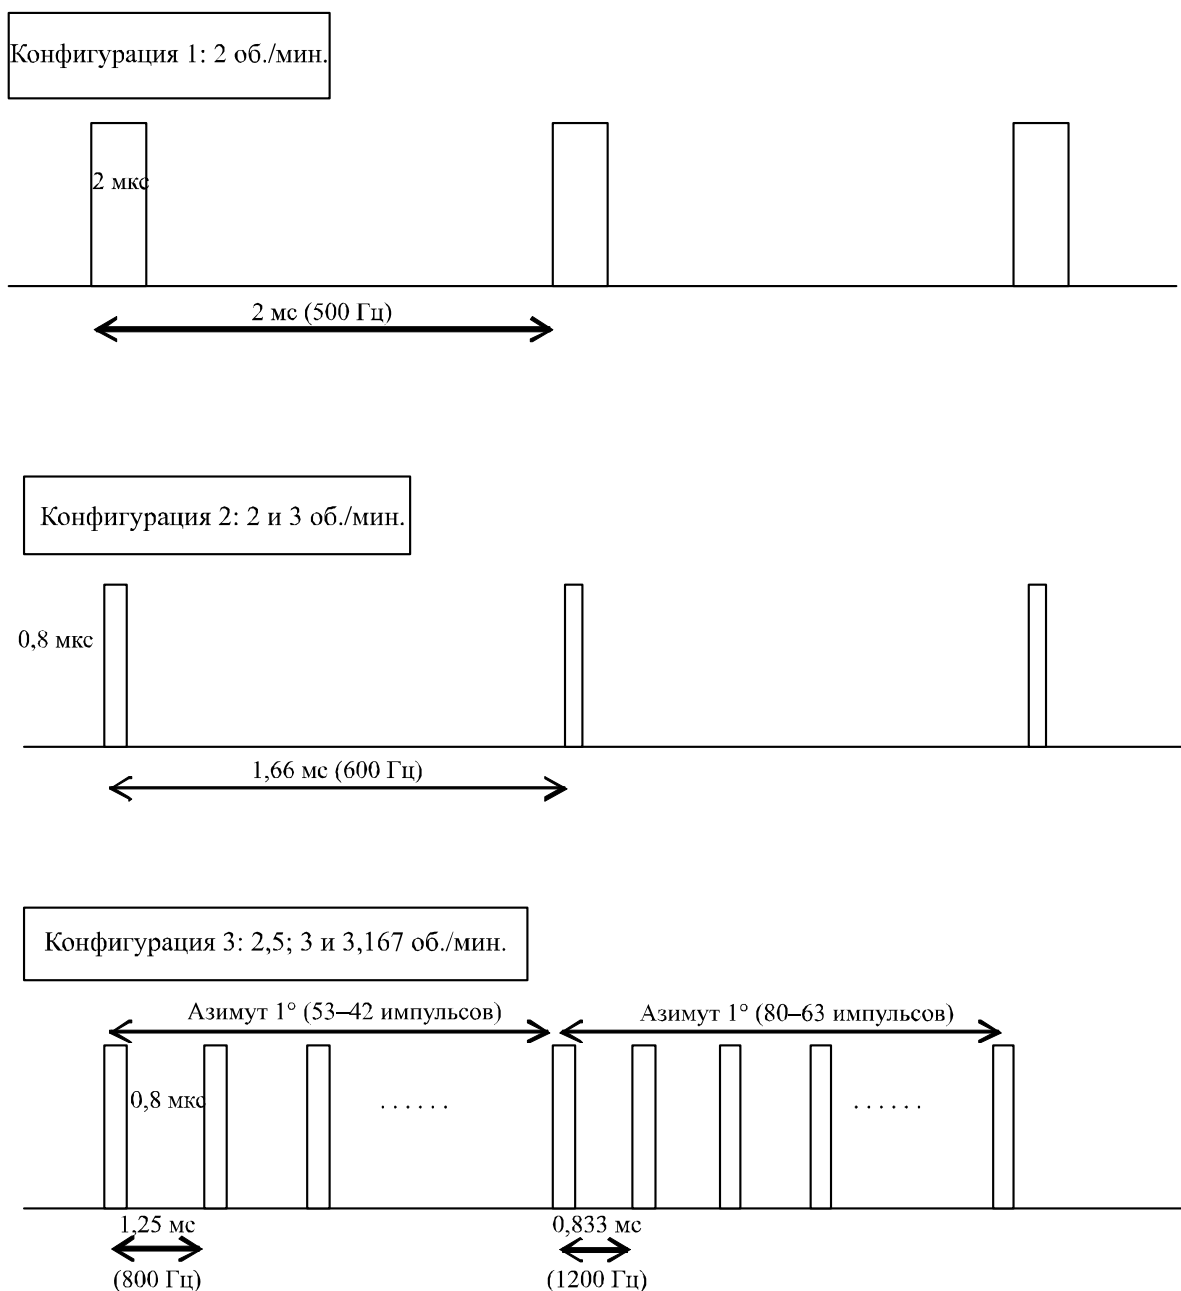 Конфигурация 1: 2 об./мин.
2 мкс
2 мс (500 Гц)
Конфигурация 2: 2 и 3 об./мин.
0,8 мкс
1,66 мс (600 Гц)
Конфигурация 3: 2,5; 3 и 3,167 об./мин.
Азимут 1° (53–42 импульсов)
Азимут 1° (80–63 импульсов)
0,8 мкс
. . . . . .
. . . . . .
1,25 мс
0,833 мс
(800 Гц)
(1200 Гц)